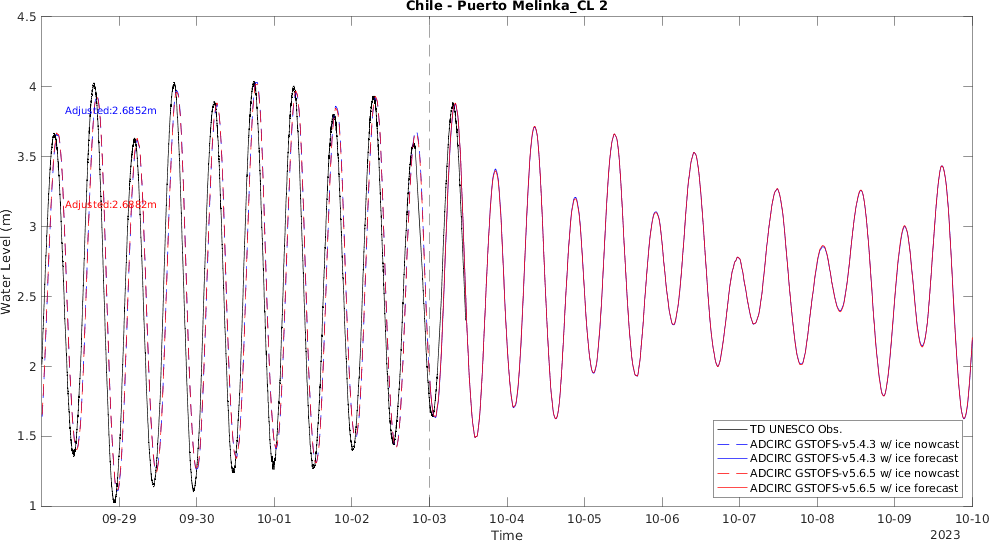 Chile - Puerto Melinka_CL 2
Water Level (m)
4.5
4
3.5
3
2.5
2
1.5
1
Adjusted:2.6852m
Adjusted:2.6882m
TD UNESCO Obs.
ADCIRC GSTOFS-v5.4.3 w/ ice nowcast
ADCIRC GSTOFS-v5.4.3 w/ ice forecast
ADCIRC GSTOFS-v5.6.5 w/ ice nowcast
ADCIRC GSTOFS-v5.6.5 w/ ice forecast
09-29 09-30 10-01 10-02 10-03 10-04 10-05 10-06 10-07 10-08 10-09 10-10
Time
2023